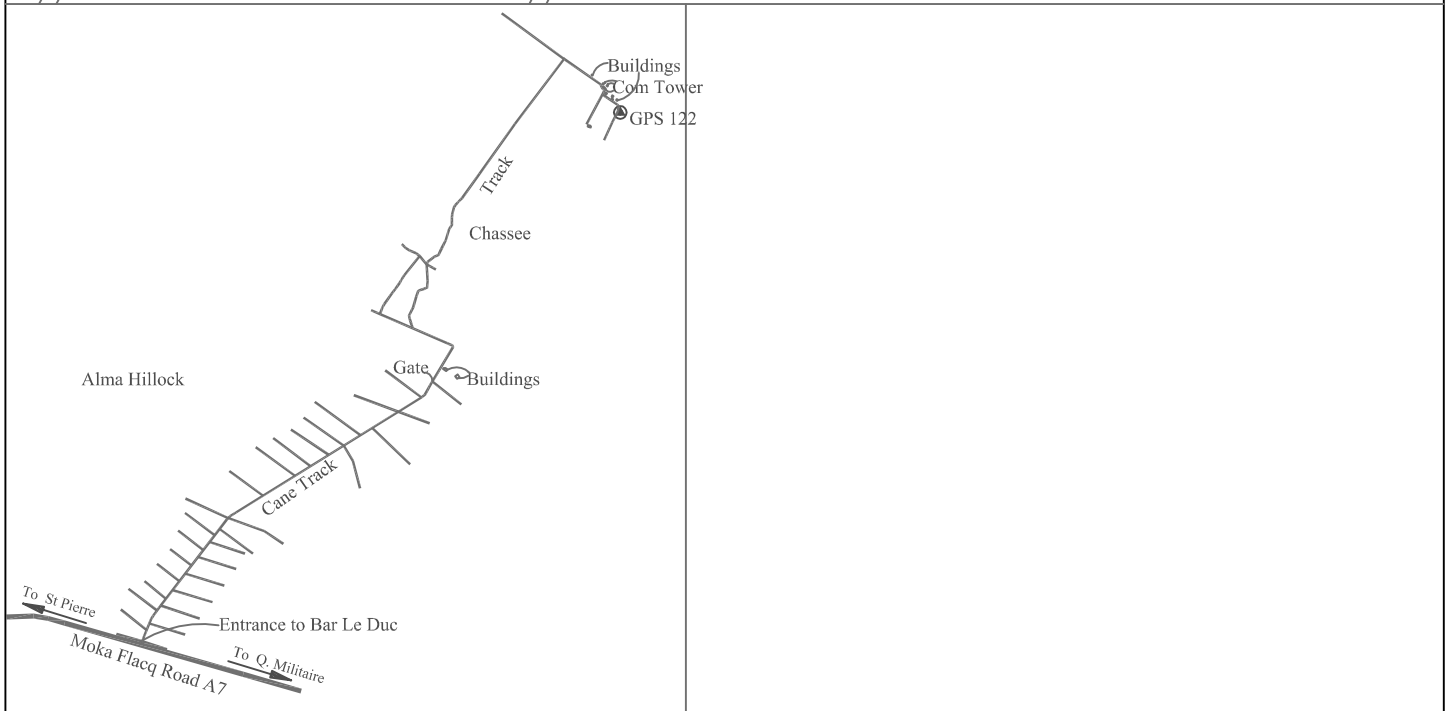 Buildings
Com Tower
GPS 122
Track
Chassee
Gate
Buildings
Alma Hillock
Cane Track
To St Pierre
Entrance to Bar Le Duc
Moka Flacq Road A7
To Q. Militaire